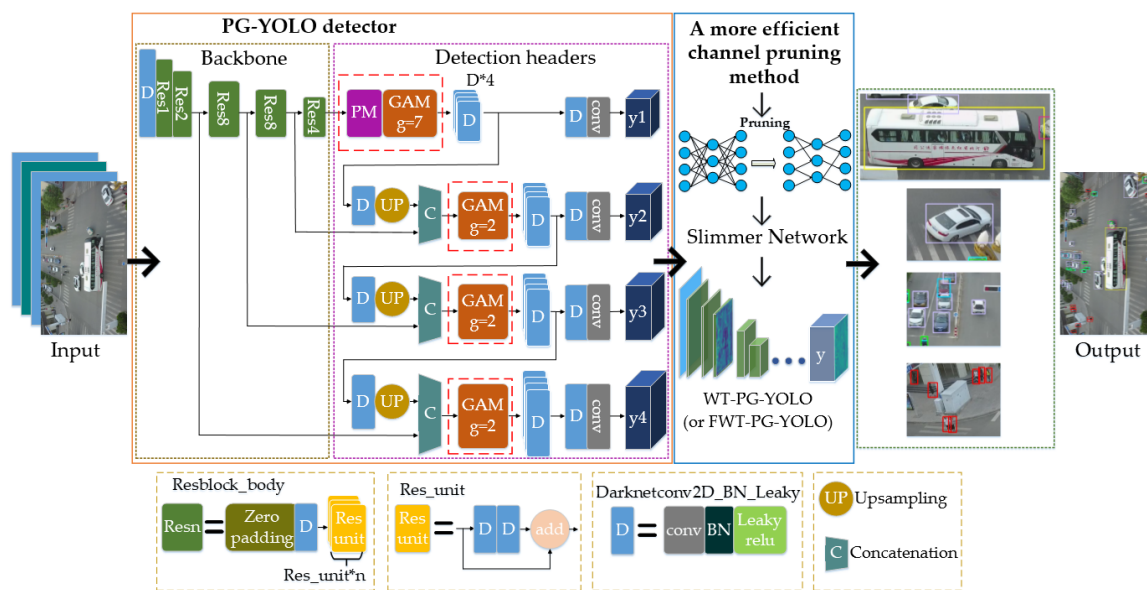 PG-YOLO detector
Backbone
D
Res1
Res2
Res8
Res8
Res4
Detection headers
D*4
PM
GAM
g=7
D
D
conv
y1
D
UP
C
GAM
g=2
D
D
conv
y2
D
UP
C
GAM
g=2
D
D
conv
y3
D
UP
C
GAM
g=2
D
D
conv
y4
Input
A more efficient
channel pruning
method
Pruning
Slimmer Network
y
WT-PG-YOLO
(or FWT-PG-YOLO)
Output
Resblock_body
Resn
=
Zero
padding
D
Res
unit
Res_unit*n
Res_unit
Res
unit
=
D
D
add
Darknetconv2D_BN_Leaky
D
=
conv
BN
Leaky
relu
UP
Upsampling
C
Concatenation